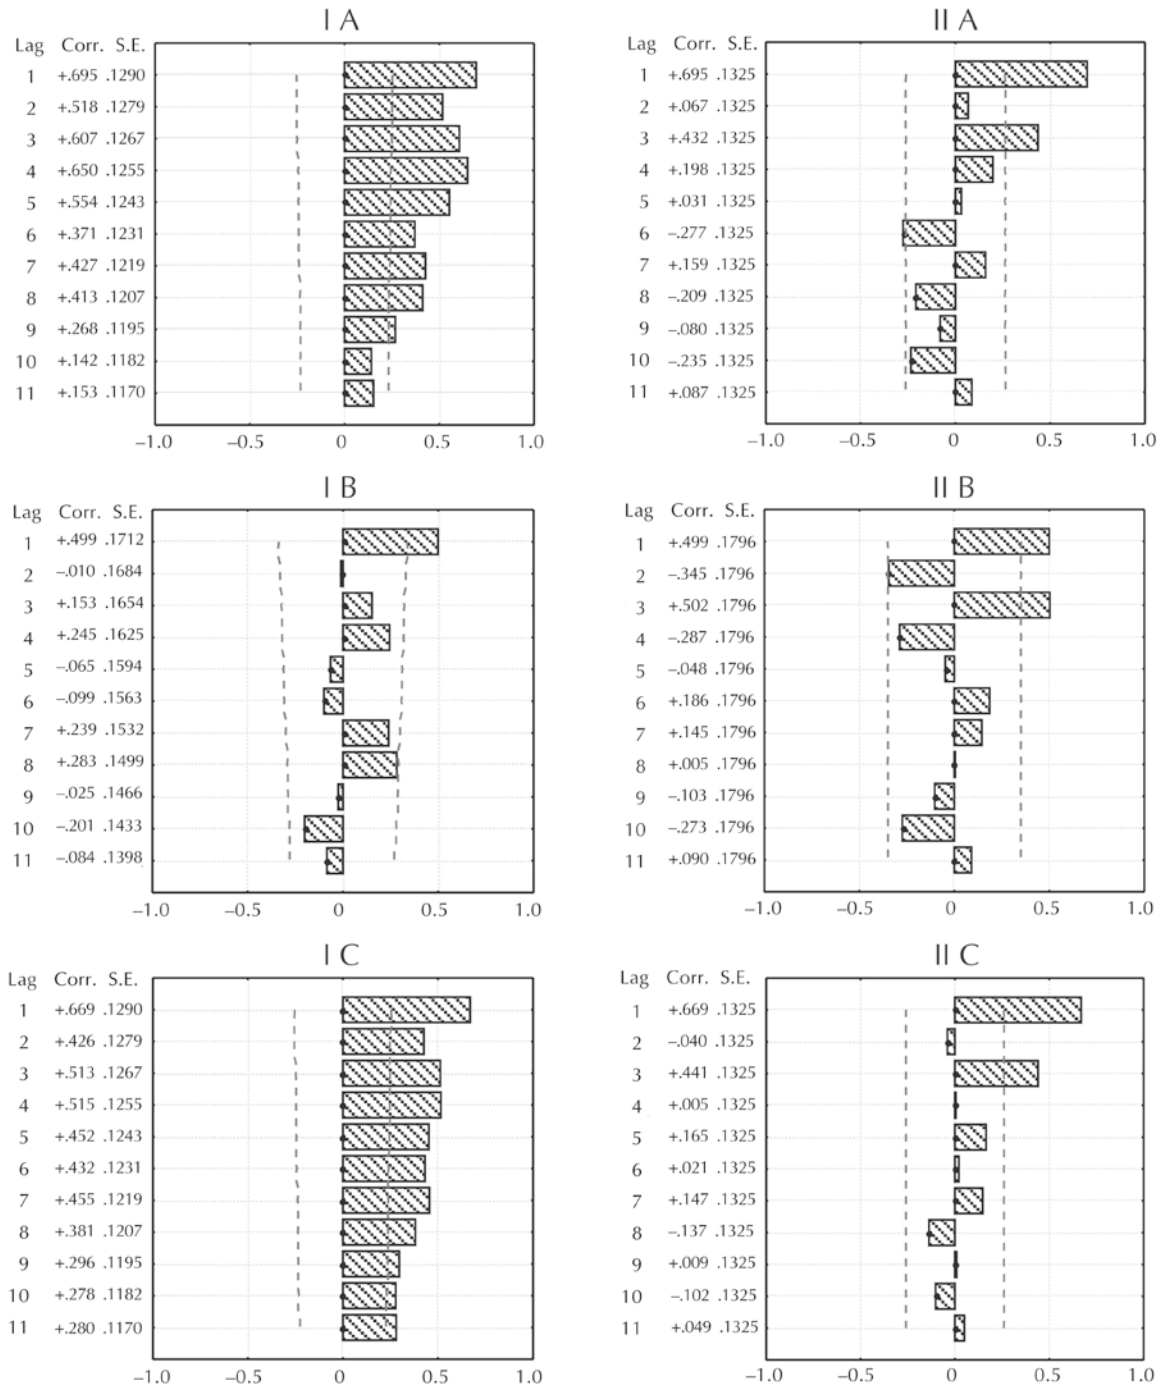 I A
Lag Corr. S.E.
1 +.695 .1290
2 +.518 .1279
3 +.607 .1267
4 +.650 .1255
5 +.554 .1243
6 +.371 .1231
7 +.427 .1219
8 +.413 .1207
9 +.268 .1195
10 +.142 .1182
11 +.153 .1170
−1.0 −0.5 0 0.5 1.0
II A
Lag Corr. S.E.
1 +.695 .1325
2 +.067 .1325
3 +.432 .1325
4 +.198 .1325
5 +.031 .1325
6 −.277 .1325
7 +.159 .1325
8 −.209 .1325
9 −.080 .1325
10 −.235 .1325
11 +.087 .1325
−1.0 −0.5 0 0.5 1.0
I B
Lag Corr. S.E.
1 +.499 .1712
2 −.010 .1684
3 +.153 .1654
4 +.245 .1625
5 −.065 .1594
6 −.099 .1563
7 +.239 .1532
8 +.283 .1499
9 −.025 .1466
10 −.201 .1433
11 −.084 .1398
−1.0 −0.5 0 0.5 1.0
II B
Lag Corr. S.E.
1 +.499 .1796
2 −.345 .1796
3 +.502 .1796
4 −.287 .1796
5 −.048 .1796
6 +.186 .1796
7 +.145 .1796
8 +.005 .1796
9 −.103 .1796
10 −.273 .1796
11 +.090 .1796
−1.0 −0.5 0 0.5 1.0
I C
Lag Corr. S.E.
1 +.669 .1290
2 +.426 .1279
3 +.513 .1267
4 +.515 .1255
5 +.452 .1243
6 +.432 .1231
7 +.455 .1219
8 +.381 .1207
9 +.296 .1195
10 +.278 .1182
11 +.280 .1170
−1.0 −0.5 0 0.5 1.0
II C
Lag Corr. S.E.
1 +.669 .1325
2 −.040 .1325
3 +.441 .1325
4 +.005 .1325
5 +.165 .1325
6 +.021 .1325
7 +.147 .1325
8 −.137 .1325
9 +.009 .1325
10 −.102 .1325
11 +.049 .1325
−1.0 −0.5 0 0.5 1.0